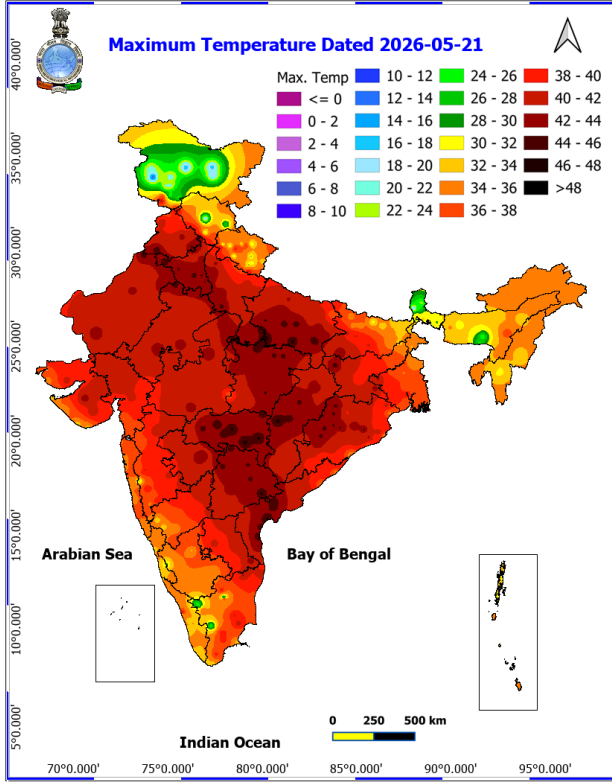 Maximum Temperature Dated 2026-05-21
Max. Temp
<= 0
0 - 2
2 - 4
4 - 6
6 - 8
8 - 10
10 - 12
12 - 14
14 - 16
16 - 18
18 - 20
20 - 22
22 - 24
24 - 26
26 - 28
28 - 30
30 - 32
32 - 34
34 - 36
36 - 38
38 - 40
40 - 42
42 - 44
44 - 46
46 - 48
>48
40°0.000'
35°0.000'
30°0.000'
25°0.000'
20°0.000'
15°0.000'
10°0.000'
5°0.000'
Arabian Sea
Bay of Bengal
Indian Ocean
0 250 500 km
70°0.000' 75°0.000' 80°0.000' 85°0.000' 90°0.000' 95°0.000'